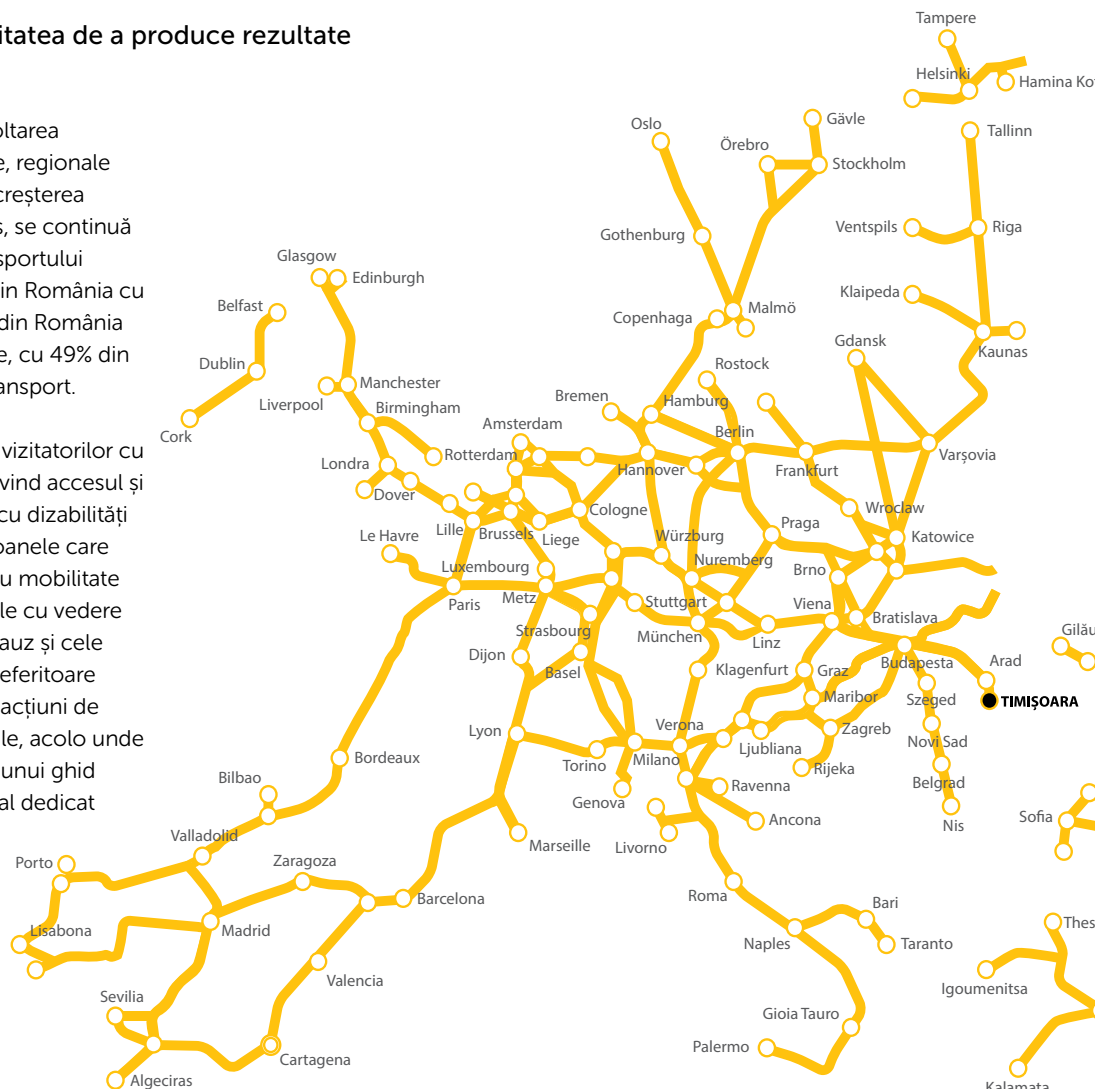 itatea de a produce rezultate
oltarea
e, regionale
creșterea
s, se continuă
sportului
in România cu
din România
e, cu 49% din
ansport.
vizitatorilor cu
vind accesul și
cu dizabilități
oanele care
u mobilitate
le cu vedere
auz și cele
eferitoare
acțiuni de
le, acolo unde
unui ghid
al dedicat
Tampere
Helsinki
Hamina Kot
Tallinn
Gävle
Oslo
Örebro
Stockholm
Ventspils
Riga
Gothenburg
Glasgow
Edinburgh
Klaipeda
Belfast
Copenhaga
Malmö
Gdansk
Kaunas
Rostock
Dublin
Manchester
Liverpool
Birmingham
Bremen
Hamburg
Cork
Amsterdam
Berlin
Londra
Rotterdam
Hannover
Frankfurt
Varșovia
Dover
Cologne
Wroclaw
Lille
Brussels
Liege
Praga
Katowice
Le Havre
Würzburg
Luxembourg
Nuremberg
Brno
Paris
Metz
Stuttgart
Viena
Bratislava
Strasbourg
München
Linz
Gilău
Dijon
Basel
Klagenfurt
Graz
Budapesta
Arad
Maribor
Szeged
TIMIȘOARA
Lyon
Verona
Ljubliana
Zagreb
Novi Sad
Bordeaux
Torino
Milano
Rijeka
Bilbao
Genova
Ravenna
Belgrad
Ancona
Nis
Sofia
Valladolid
Marseille
Livorno
Porto
Zaragoza
Barcelona
Roma
Bari
Lisabona
Madrid
Naples
Taranto
Thes
Valencia
Igoumenitsa
Sevilia
Gioia Tauro
Cartagena
Palermo
Algeciras
Kalamata